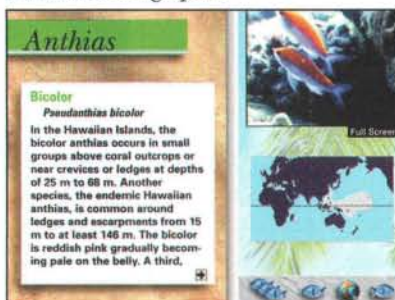 Anthias
Bicolor
Pseudanthias bicolor
In the Hawaiian Islands, the
bicolor anthias occurs in small
groups above coral outcrops or
near crevices or ledges at depths
of 25 m to 68 m. Another
species, the endemic Hawaiian
anthias, is common around
ledges and escarpments from 15
m to at least 146 m. The bicolor
is reddish pink gradually becom-
ing pale on the belly. A third,
Full Screen